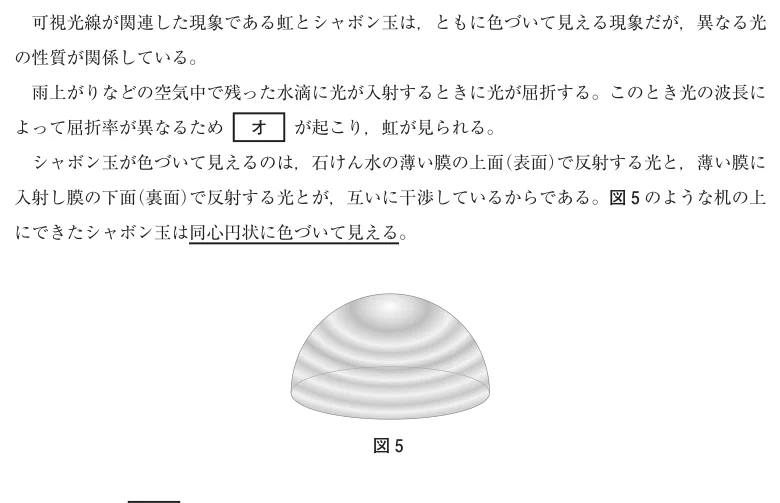 可視光線が関連した現象である虹とシャボン玉は，ともに色づいて見える現象だが，異なる光
の性質が関係している。
雨上がりなどの空気中で残った水滴に光が入射するときに光が屈折する。このとき光の波長に
よって屈折率が異なるため オ が起こり，虹が見られる。
シャボン玉が色づいて見えるのは，石けん水の薄い膜の上面(表面)で反射する光と，薄い膜に
入射し膜の下面(裏面)で反射する光とが，互いに干渉しているからである。図5のような机の上
にできたシャボン玉は同心円状に色づいて見える。
図5